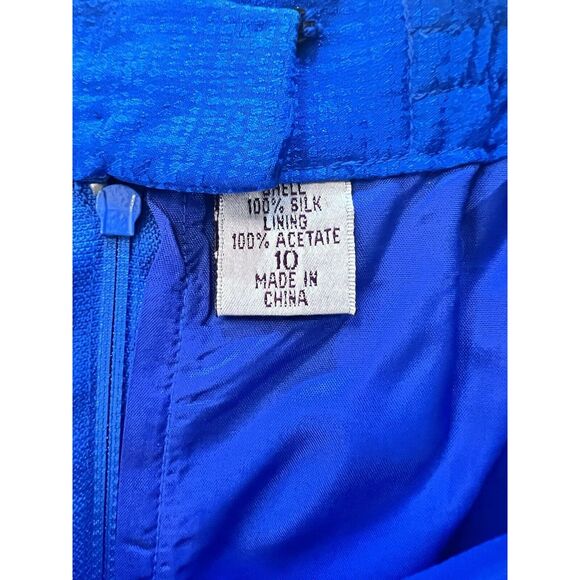 SHELL
100% SILK
LINING
100% ACETATE
10
MADE IN
CHINA